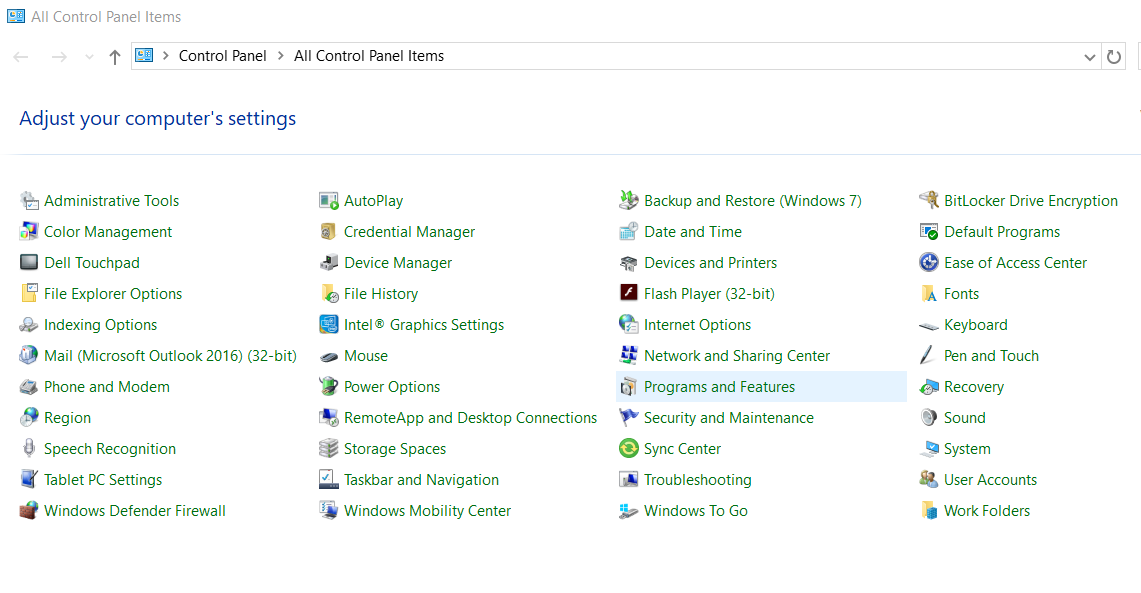 All Control Panel Items
Control Panel > All Control Panel Items
Adjust your computer's settings
Administrative Tools AutoPlay Backup and Restore (Windows 7) BitLocker Drive Encryption
Color Management Credential Manager Date and Time Default Programs
Dell Touchpad Device Manager Devices and Printers Ease of Access Center
File Explorer Options File History Flash Player (32-bit) Fonts
Indexing Options Intel® Graphics Settings Internet Options Keyboard
Mail (Microsoft Outlook 2016) (32-bit) Mouse Network and Sharing Center Pen and Touch
Phone and Modem Power Options Programs and Features Recovery
Region RemoteApp and Desktop Connections Security and Maintenance Sound
Speech Recognition Storage Spaces Sync Center System
Tablet PC Settings Taskbar and Navigation Troubleshooting User Accounts
Windows Defender Firewall Windows Mobility Center Windows To Go Work Folders